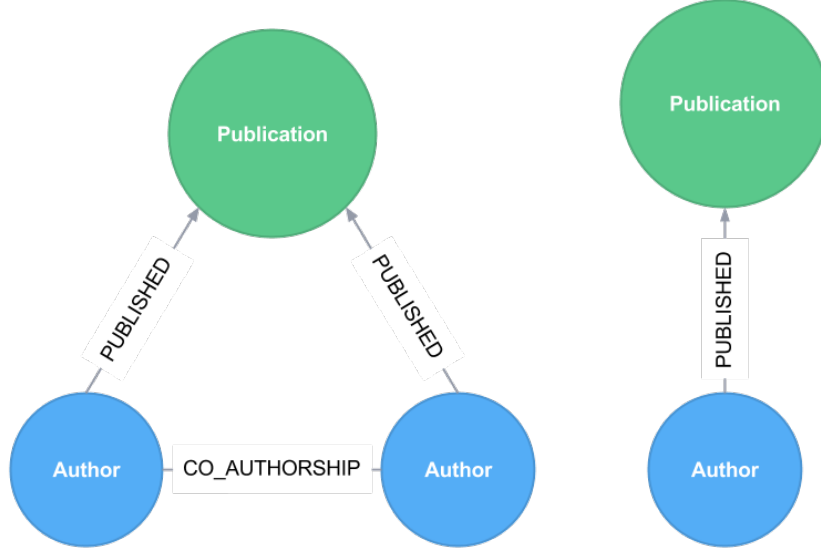 Publication
Publication
PUBLISHED
PUBLISHED
PUBLISHED
Author
CO_AUTHORSHIP
Author
Author